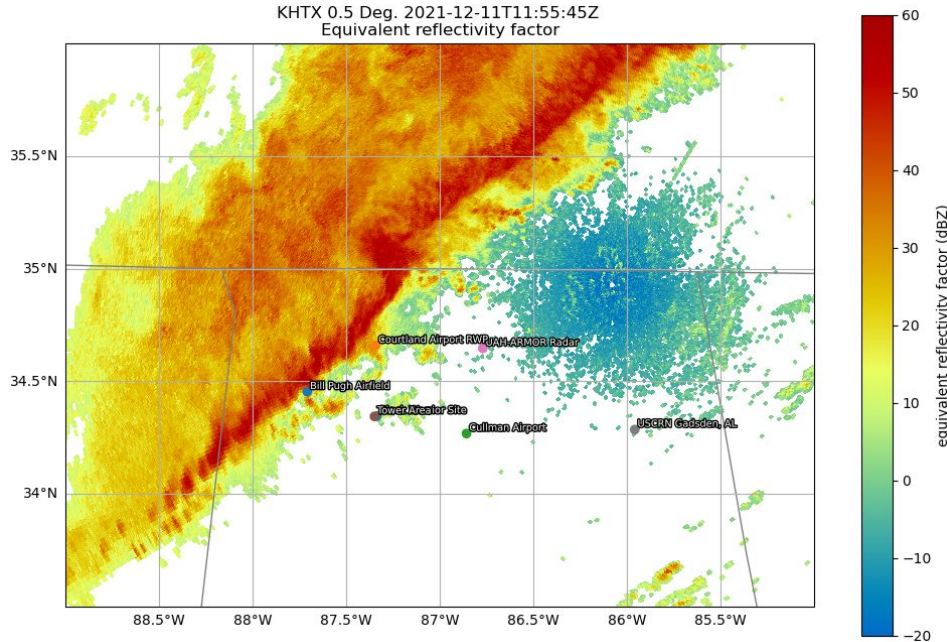 KHTX 0.5 Deg. 2021-12-11T11:55:45Z
Equivalent reflectivity factor
60
50
40
30
20
10
0
−10
−20
equivalent reflectivity factor (dBZ)
35.5°N
35°N
34.5°N
34°N
Courtland Airport RWP
UAH-ARMOR Radar
Bill Pugh Airfield
Tower
Site
Cullman Airport
USCRN Gadsden, AL
88.5°W
88°W
87.5°W
87°W
86.5°W
86°W
85.5°W